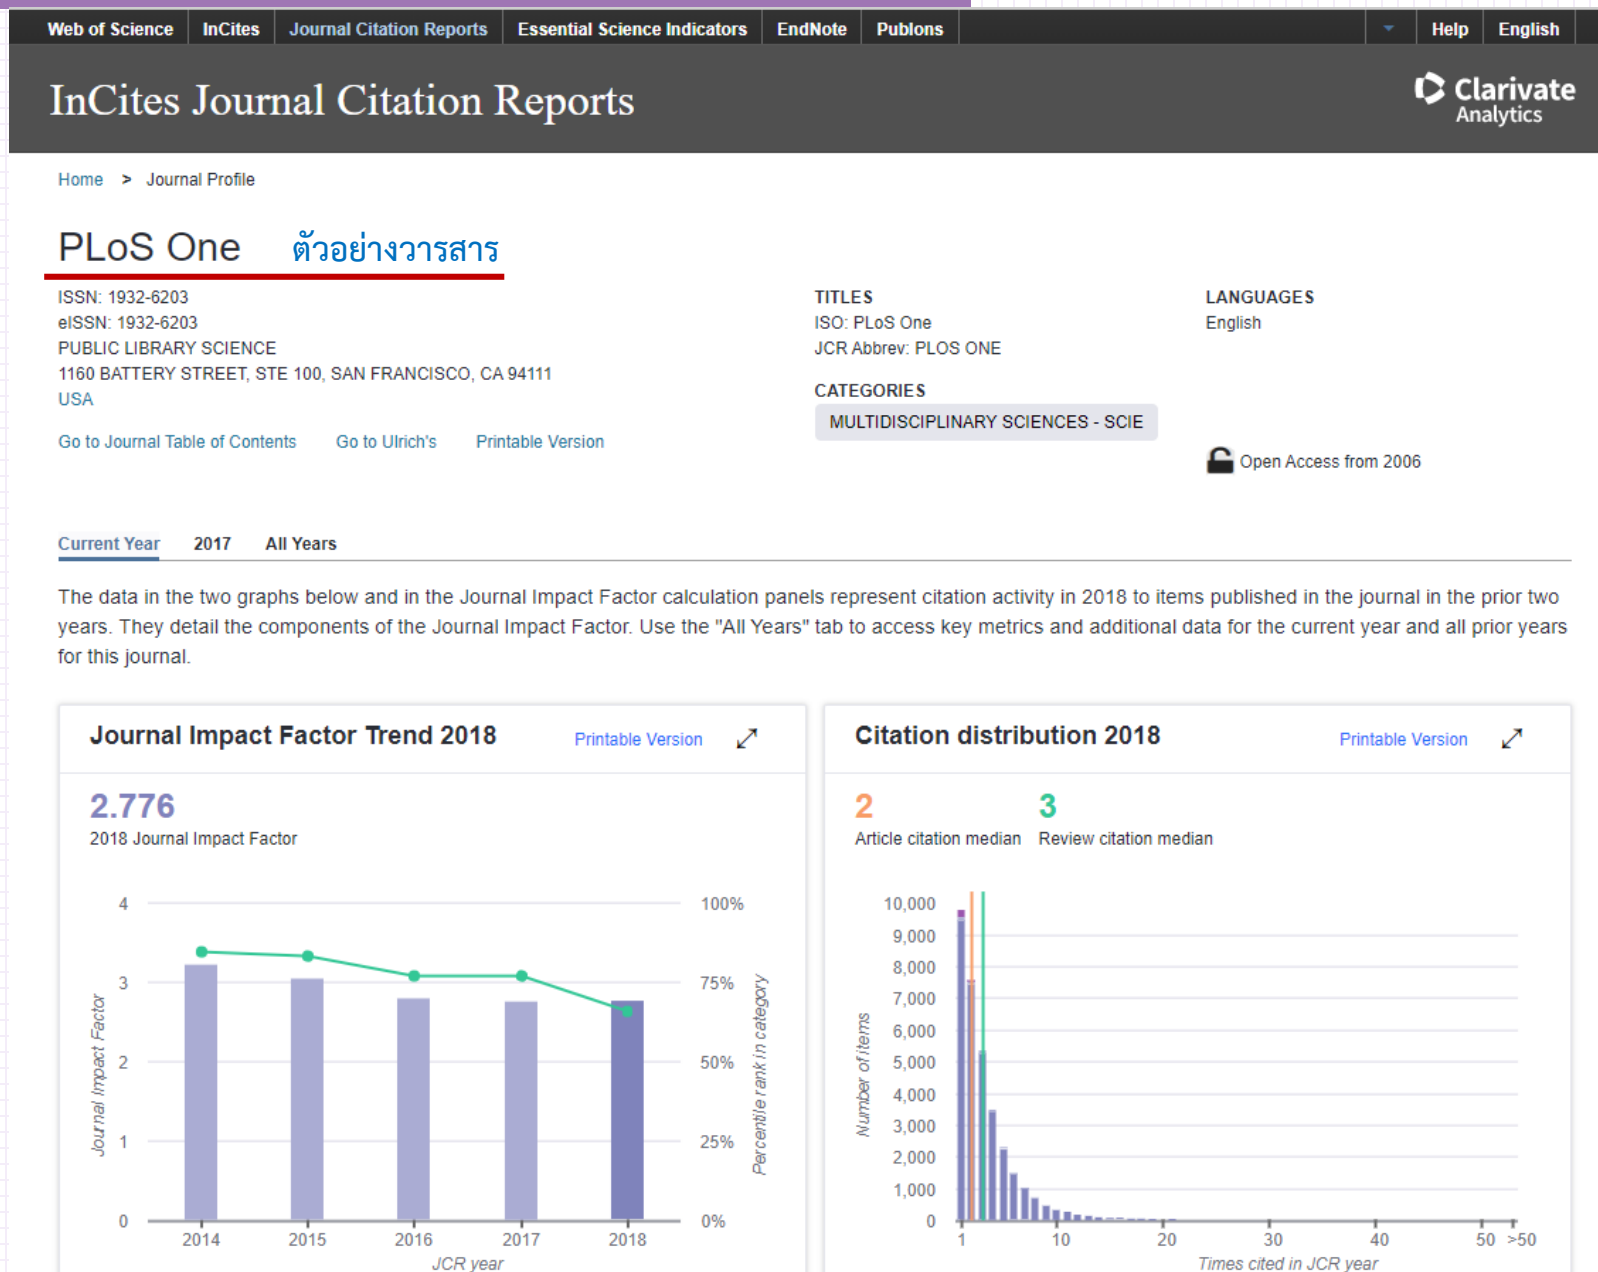 Web of Science InCites Journal Citation Reports Essential Science Indicators EndNote Publons Help English
InCites Journal Citation Reports
Clarivate
Analytics
Home > Journal Profile
PLoS One ตัวอย่างวารสาร
ISSN: 1932-6203
eISSN: 1932-6203
PUBLIC LIBRARY SCIENCE
1160 BATTERY STREET, STE 100, SAN FRANCISCO, CA 94111
USA
Go to Journal Table of Contents Go to Ulrich's Printable Version
TITLES
ISO: PLoS One
JCR Abbrev: PLOS ONE
CATEGORIES
MULTIDISCIPLINARY SCIENCES - SCIE
LANGUAGES
English
Open Access from 2006
Current Year 2017 All Years
The data in the two graphs below and in the Journal Impact Factor calculation panels represent citation activity in 2018 to items published in the journal in the prior two
years. They detail the components of the Journal Impact Factor. Use the "All Years" tab to access key metrics and additional data for the current year and all prior years
for this journal.
Journal Impact Factor Trend 2018 Printable Version
2.776
2018 Journal Impact Factor
4 100%
3 75%
2 50%
1 25%
0 0%
Journal Impact Factor
Percentile rank in category
2014 2015 2016 2017 2018
JCR year
Citation distribution 2018 Printable Version
2 3
Article citation median Review citation median
10,000
9,000
8,000
7,000
6,000
5,000
4,000
3,000
2,000
1,000
0
Number of items
1 10 20 30 40 50 >50
Times cited in JCR year